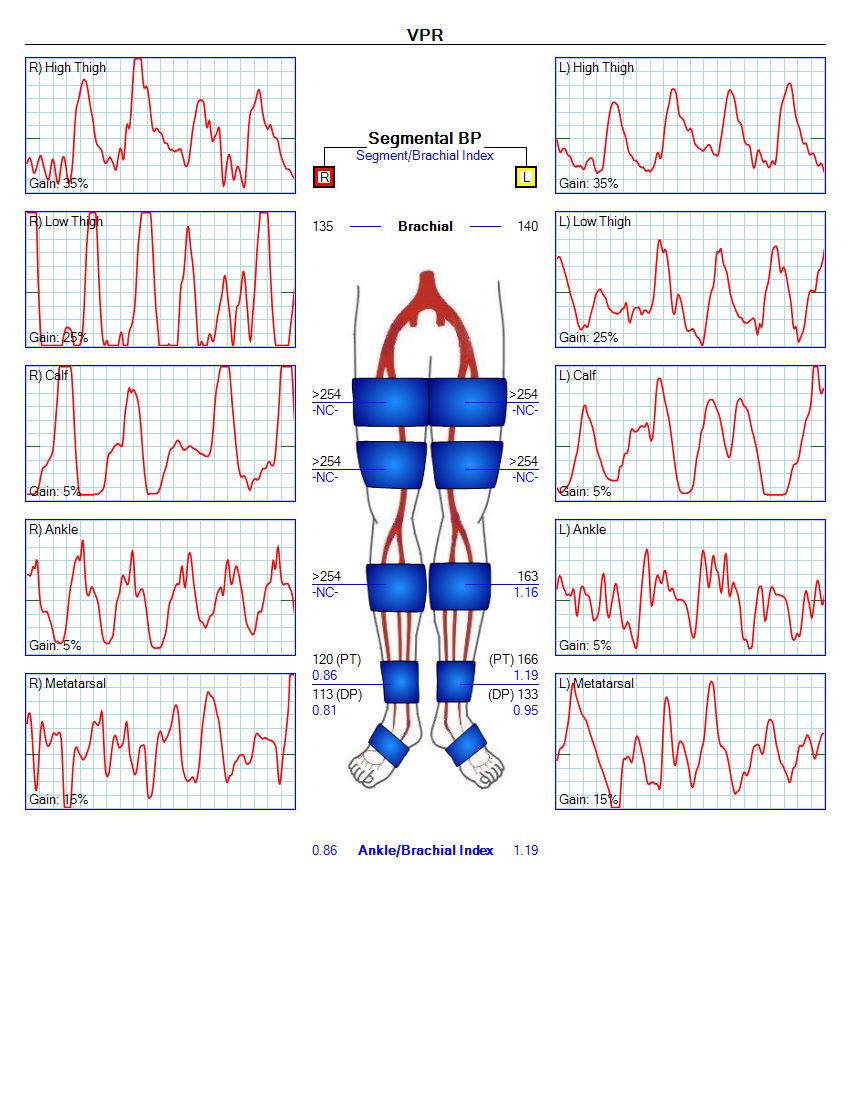 VPR
R) High Thigh
Gain: 35%
L) High Thigh
Gain: 35%
Segmental BP
Segment/Brachial Index
R
L
135 Brachial 140
R) Low Thigh
Gain: 25%
L) Low Thigh
Gain: 25%
R) Calf
Gain: 5%
L) Calf
Gain: 5%
>254 >254
-NC- -NC-
>254 >254
-NC- -NC-
R) Ankle
Gain: 5%
L) Ankle
Gain: 5%
>254 163
-NC- 1.16
120 (PT) (PT) 166
0.86 1.19
113 (DP) (DP) 133
0.81 0.95
R) Metatarsal
Gain: 15%
L) Metatarsal
Gain: 15%
0.86 Ankle/Brachial Index 1.19